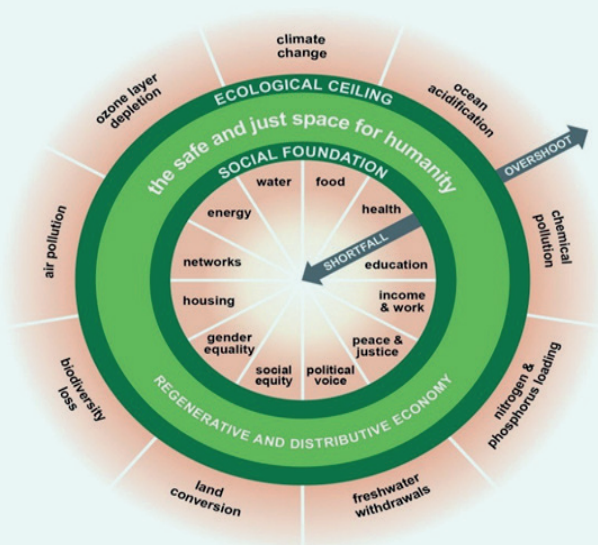 climate
change
ozone layer
depletion
ocean
acidification
ECOLOGICAL CEILING
the safe and just space for humanity
OVERSHOOT
SOCIAL FOUNDATION
water
food
energy
health
air pollution
chemical
pollution
SHORTFALL
networks
education
housing
income
& work
gender
equality
peace &
justice
social
equity
political
voice
biodiversity
loss
nitrogen &
phosphorus loading
REGENERATIVE AND DISTRIBUTIVE ECONOMY
land
conversion
freshwater
withdrawals